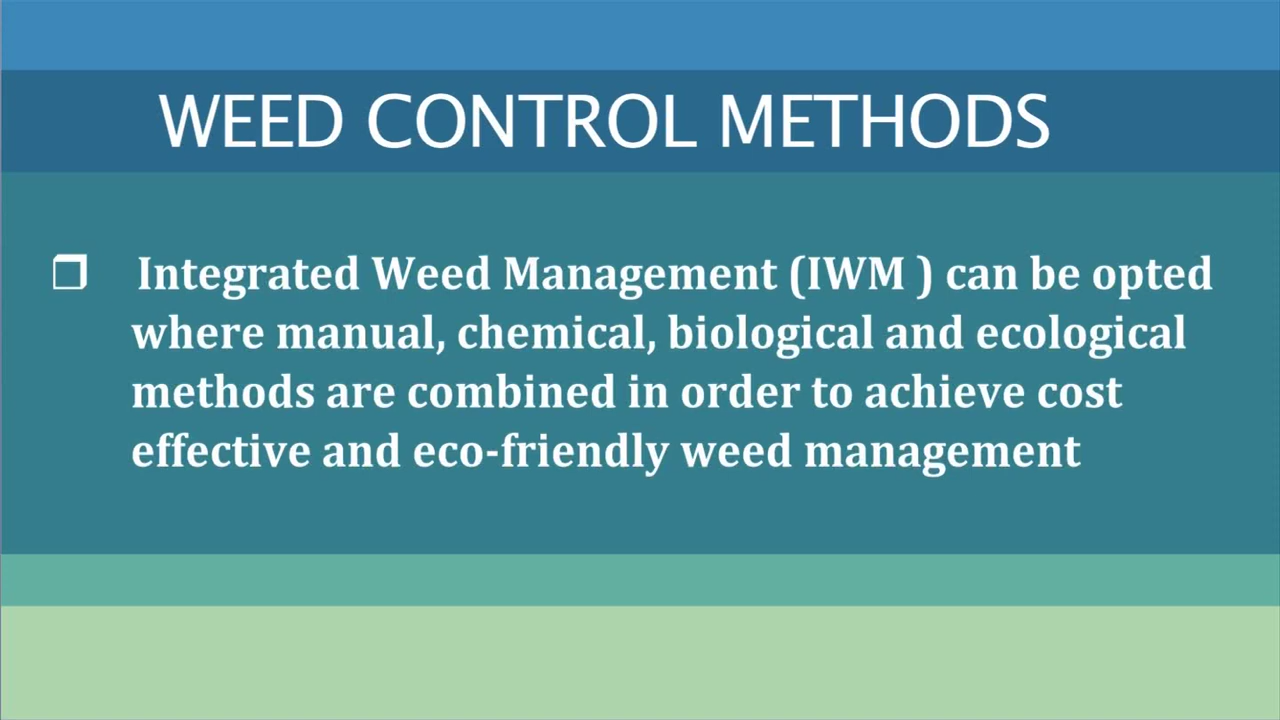 WEED CONTROL METHODS
❒ Integrated Weed Management (IWM ) can be opted
where manual, chemical, biological and ecological
methods are combined in order to achieve cost
effective and eco-friendly weed management